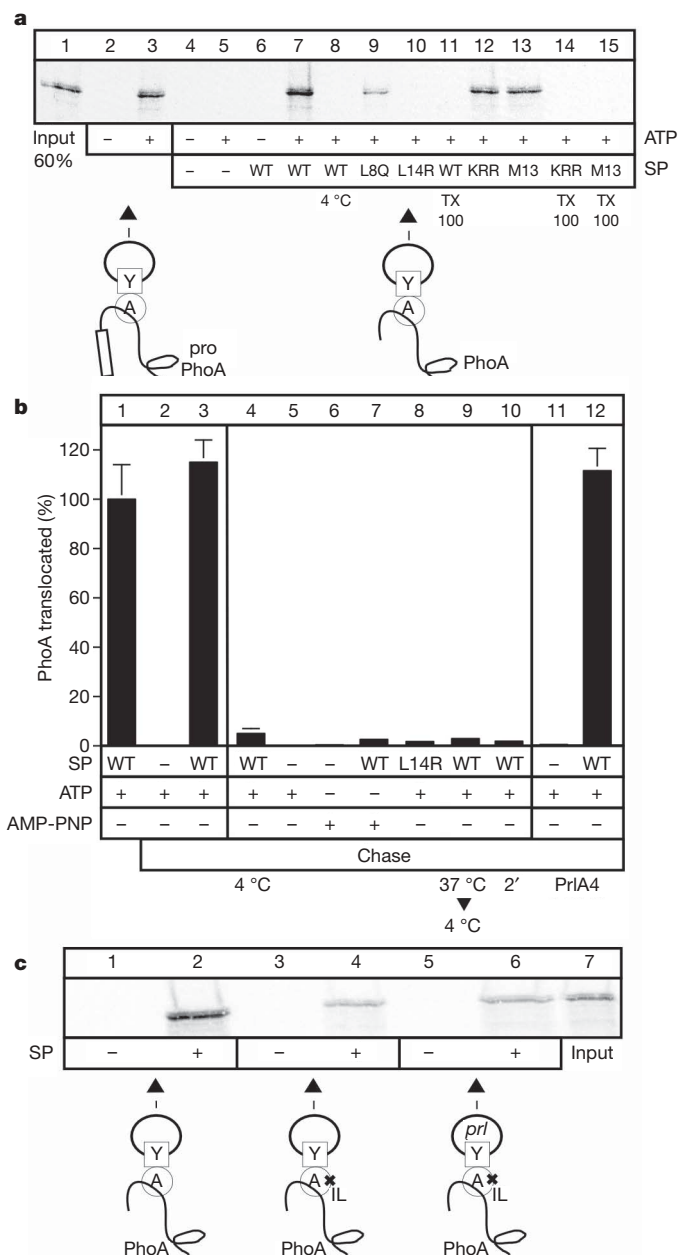 a
1 2 3 4 5 6 7 8 9 10 11 12 13 14 15
Input 60%
– + – + – + + + + + + + + + ATP
– – WT WT WT L8Q L14R WT KRR M13 KRR M13 SP
4 °C TX 100 TX 100 TX 100
Y Y
A A
pro PhoA PhoA
b
1 2 3 4 5 6 7 8 9 10 11 12
PhoA translocated (%)
120
100
80
60
40
20
0
SP WT – WT WT – – WT L14R WT WT – WT
ATP + – + + + – – + + + + +
AMP-PNP – – – – – + + – – – – –
Chase
4 °C 37 °C 2′ PrlA4
4 °C
c
1 2 3 4 5 6 7
SP – + – + – + Input
prl
Y Y Y
A A A
IL IL
PhoA PhoA PhoA